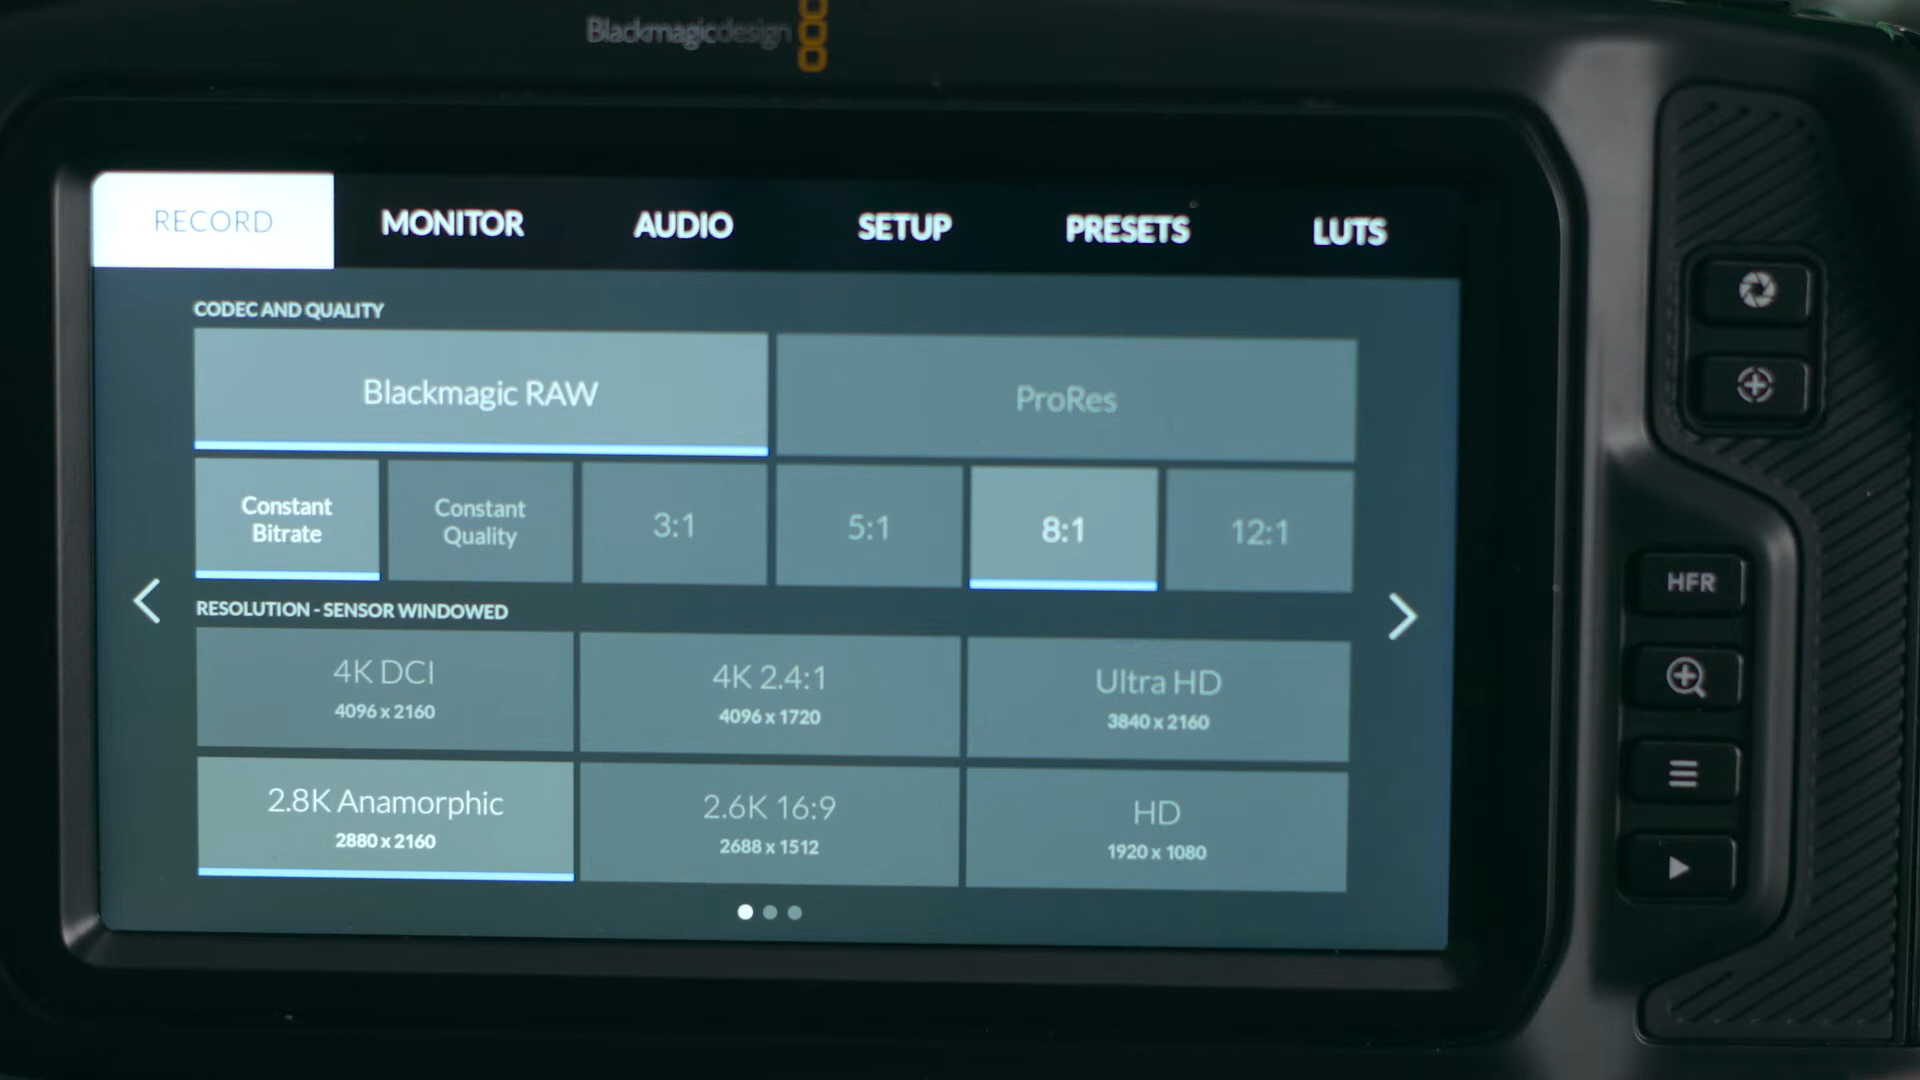 Blackmagicdesign
RECORD MONITOR AUDIO SETUP PRESETS LUTS
CODEC AND QUALITY
Blackmagic RAW ProRes
Constant Bitrate Constant Quality 3:1 5:1 8:1 12:1
RESOLUTION - SENSOR WINDOWED
4K DCI 4K 2.4:1 Ultra HD
4096 x 2160 4096 x 1720 3840 x 2160
2.8K Anamorphic 2.6K 16:9 HD
2880 x 2160 2688 x 1512 1920 x 1080
HFR